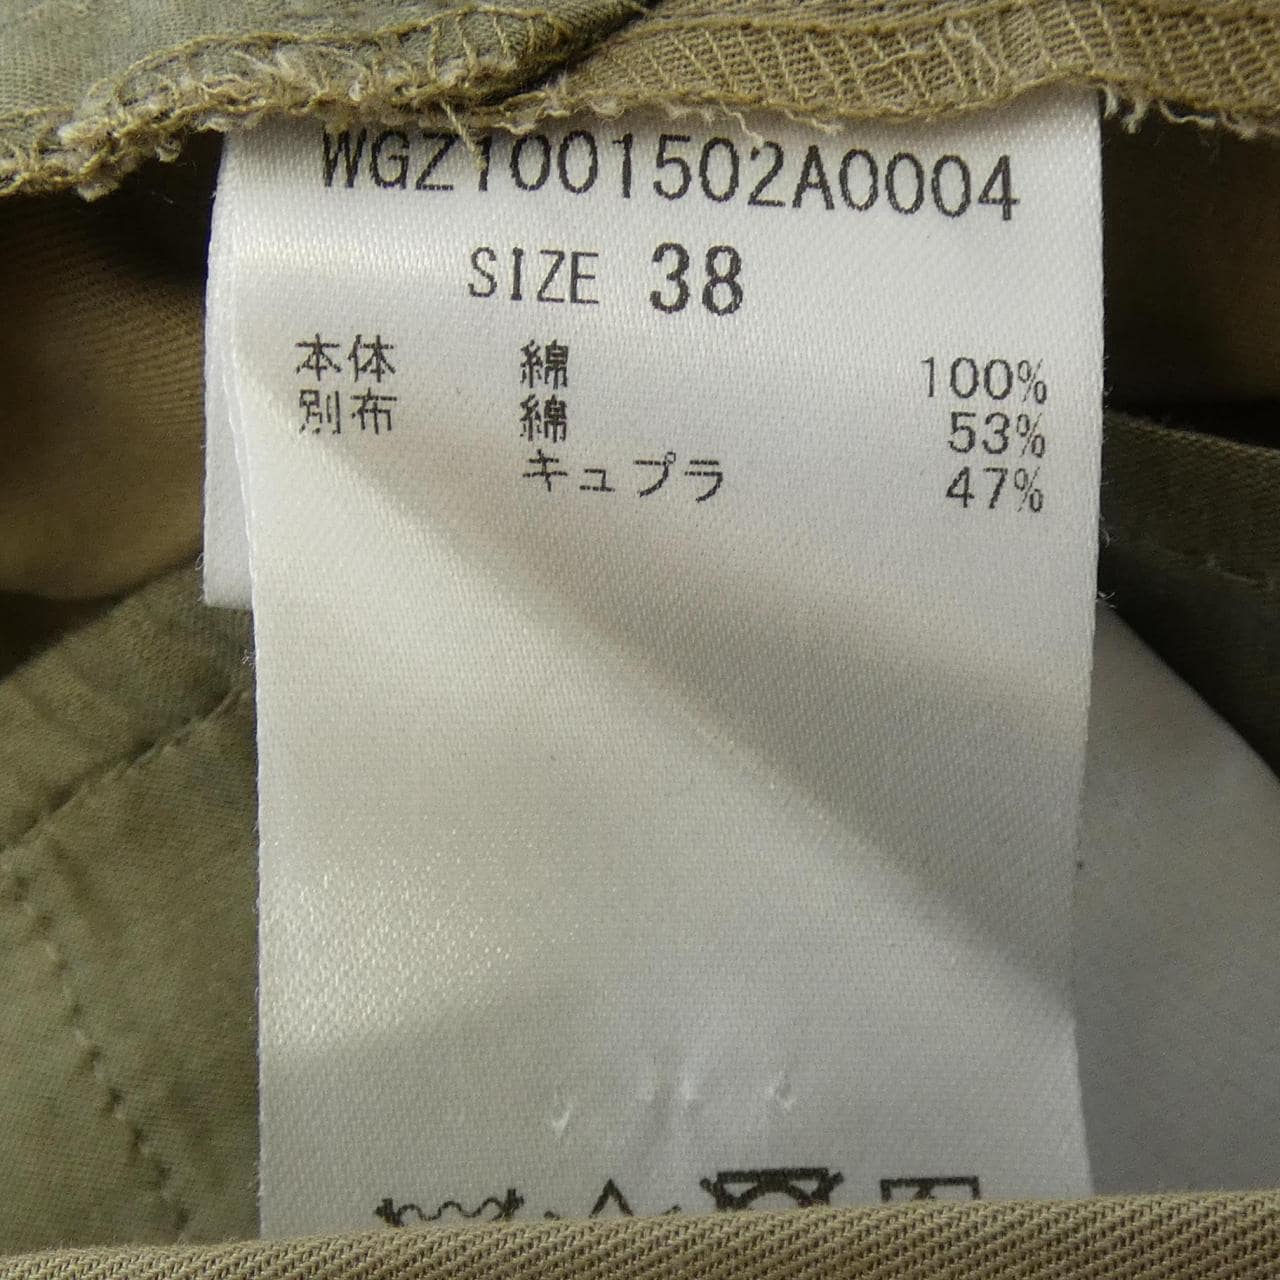 WGZ1001502A0004
SIZE 38
本体 綿 100%
別布 綿 53%
キュプラ 47%